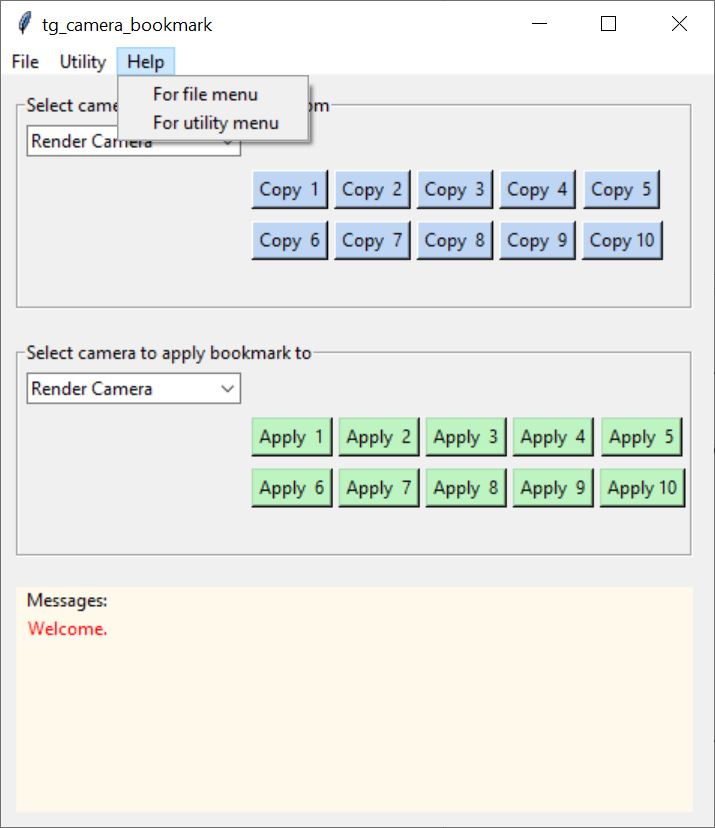 tg_camera_bookmark
File Utility Help
For file menu
For utility menu
Select came om
Render Camera
Copy 1 Copy 2 Copy 3 Copy 4 Copy 5
Copy 6 Copy 7 Copy 8 Copy 9 Copy 10
Select camera to apply bookmark to
Render Camera
Apply 1 Apply 2 Apply 3 Apply 4 Apply 5
Apply 6 Apply 7 Apply 8 Apply 9 Apply 10
Messages:
Welcome.